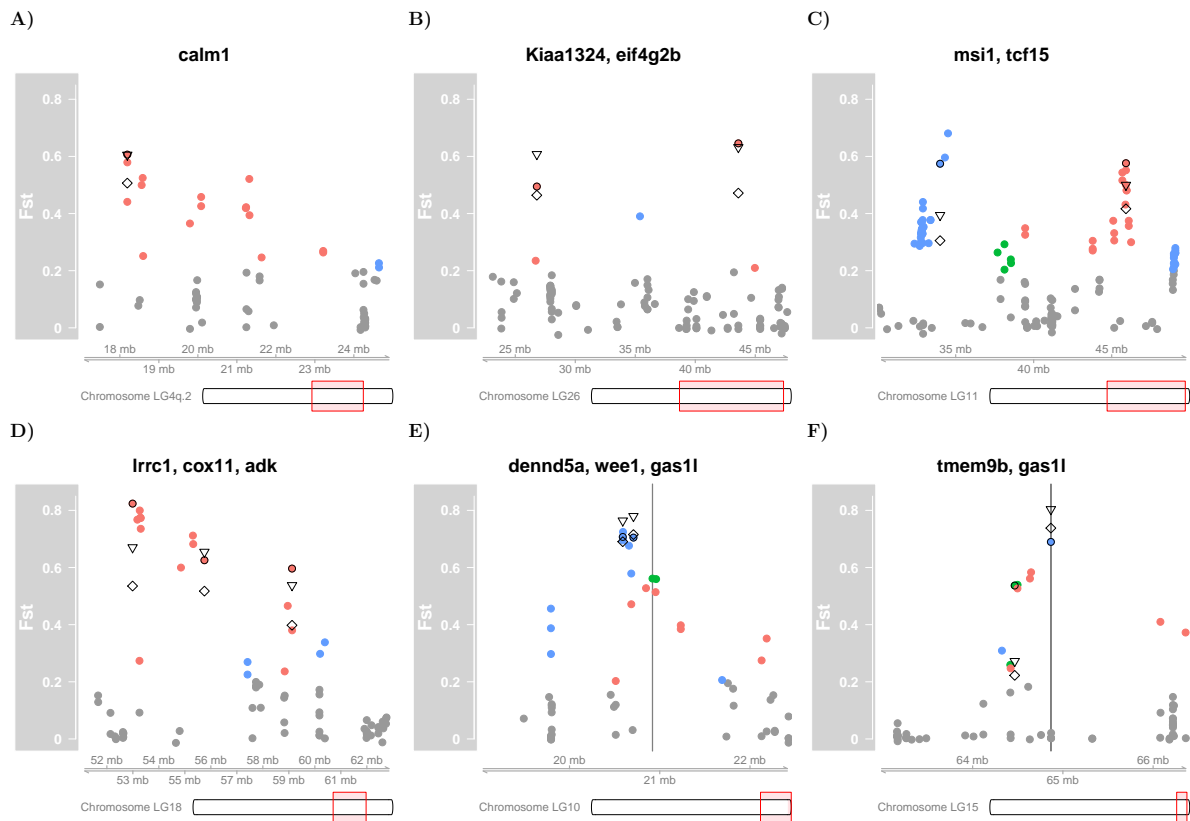 A)
calm1
Fst
0.8
0.6
0.4
0.2
0
18 mb 20 mb 22 mb 24 mb
19 mb 21 mb 23 mb
Chromosome LG4q.2
B)
Kiaa1324, eif4g2b
Fst
0.8
0.6
0.4
0.2
0
25 mb 35 mb 45 mb
30 mb 40 mb
Chromosome LG26
C)
msi1, tcf15
Fst
0.8
0.6
0.4
0.2
0
35 mb 45 mb
40 mb
Chromosome LG11
D)
lrrc1, cox11, adk
Fst
0.8
0.6
0.4
0.2
0
52 mb 54 mb 56 mb 58 mb 60 mb 62 mb
53 mb 55 mb 57 mb 59 mb 61 mb
Chromosome LG18
E)
dennd5a, wee1, gas1l
Fst
0.8
0.6
0.4
0.2
0
20 mb 22 mb
21 mb
Chromosome LG10
F)
tmem9b, gas1l
Fst
0.8
0.6
0.4
0.2
0
64 mb 66 mb
65 mb
Chromosome LG15